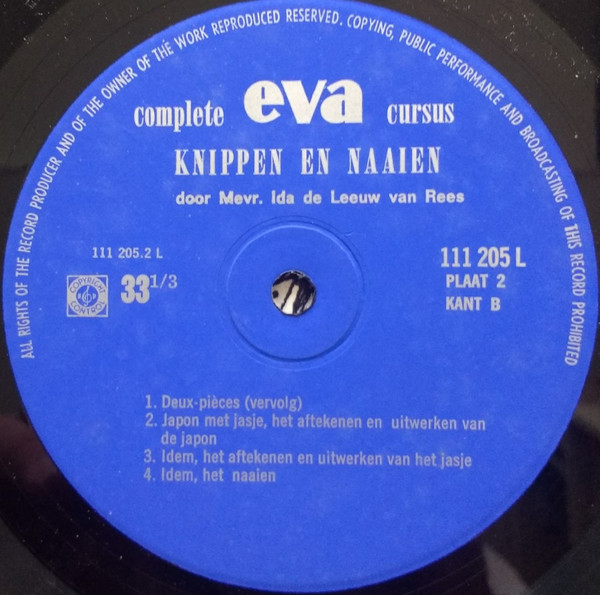 ALL RIGHTS OF THE RECORD PRODUCER AND OF THE OWNER OF THE WORK REPRODUCED RESERVED. COPYING, PUBLIC PERFORMANCE AND BROADCASTING OF THIS RECORD PROHIBITED
complete eva cursus
KNIPPEN EN NAAIEN
door Mevr. Ida de Leeuw van Rees
111 205.2 L
111 205 L
COPYRIGHT CONTROL
33 1/3
PLAAT 2
KANT B
1. Deux-pièces (vervolg)
2. Japon met jasje, het aftekenen en uitwerken van
de japon
3. Idem, het aftekenen en uitwerken van het jasje
4. Idem, het naaien